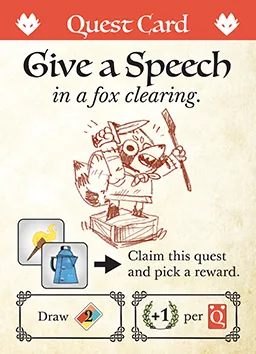 Quest Card
Give a Speech
in a fox clearing.
Claim this quest
and pick a reward.
Draw 2
+1 per Q